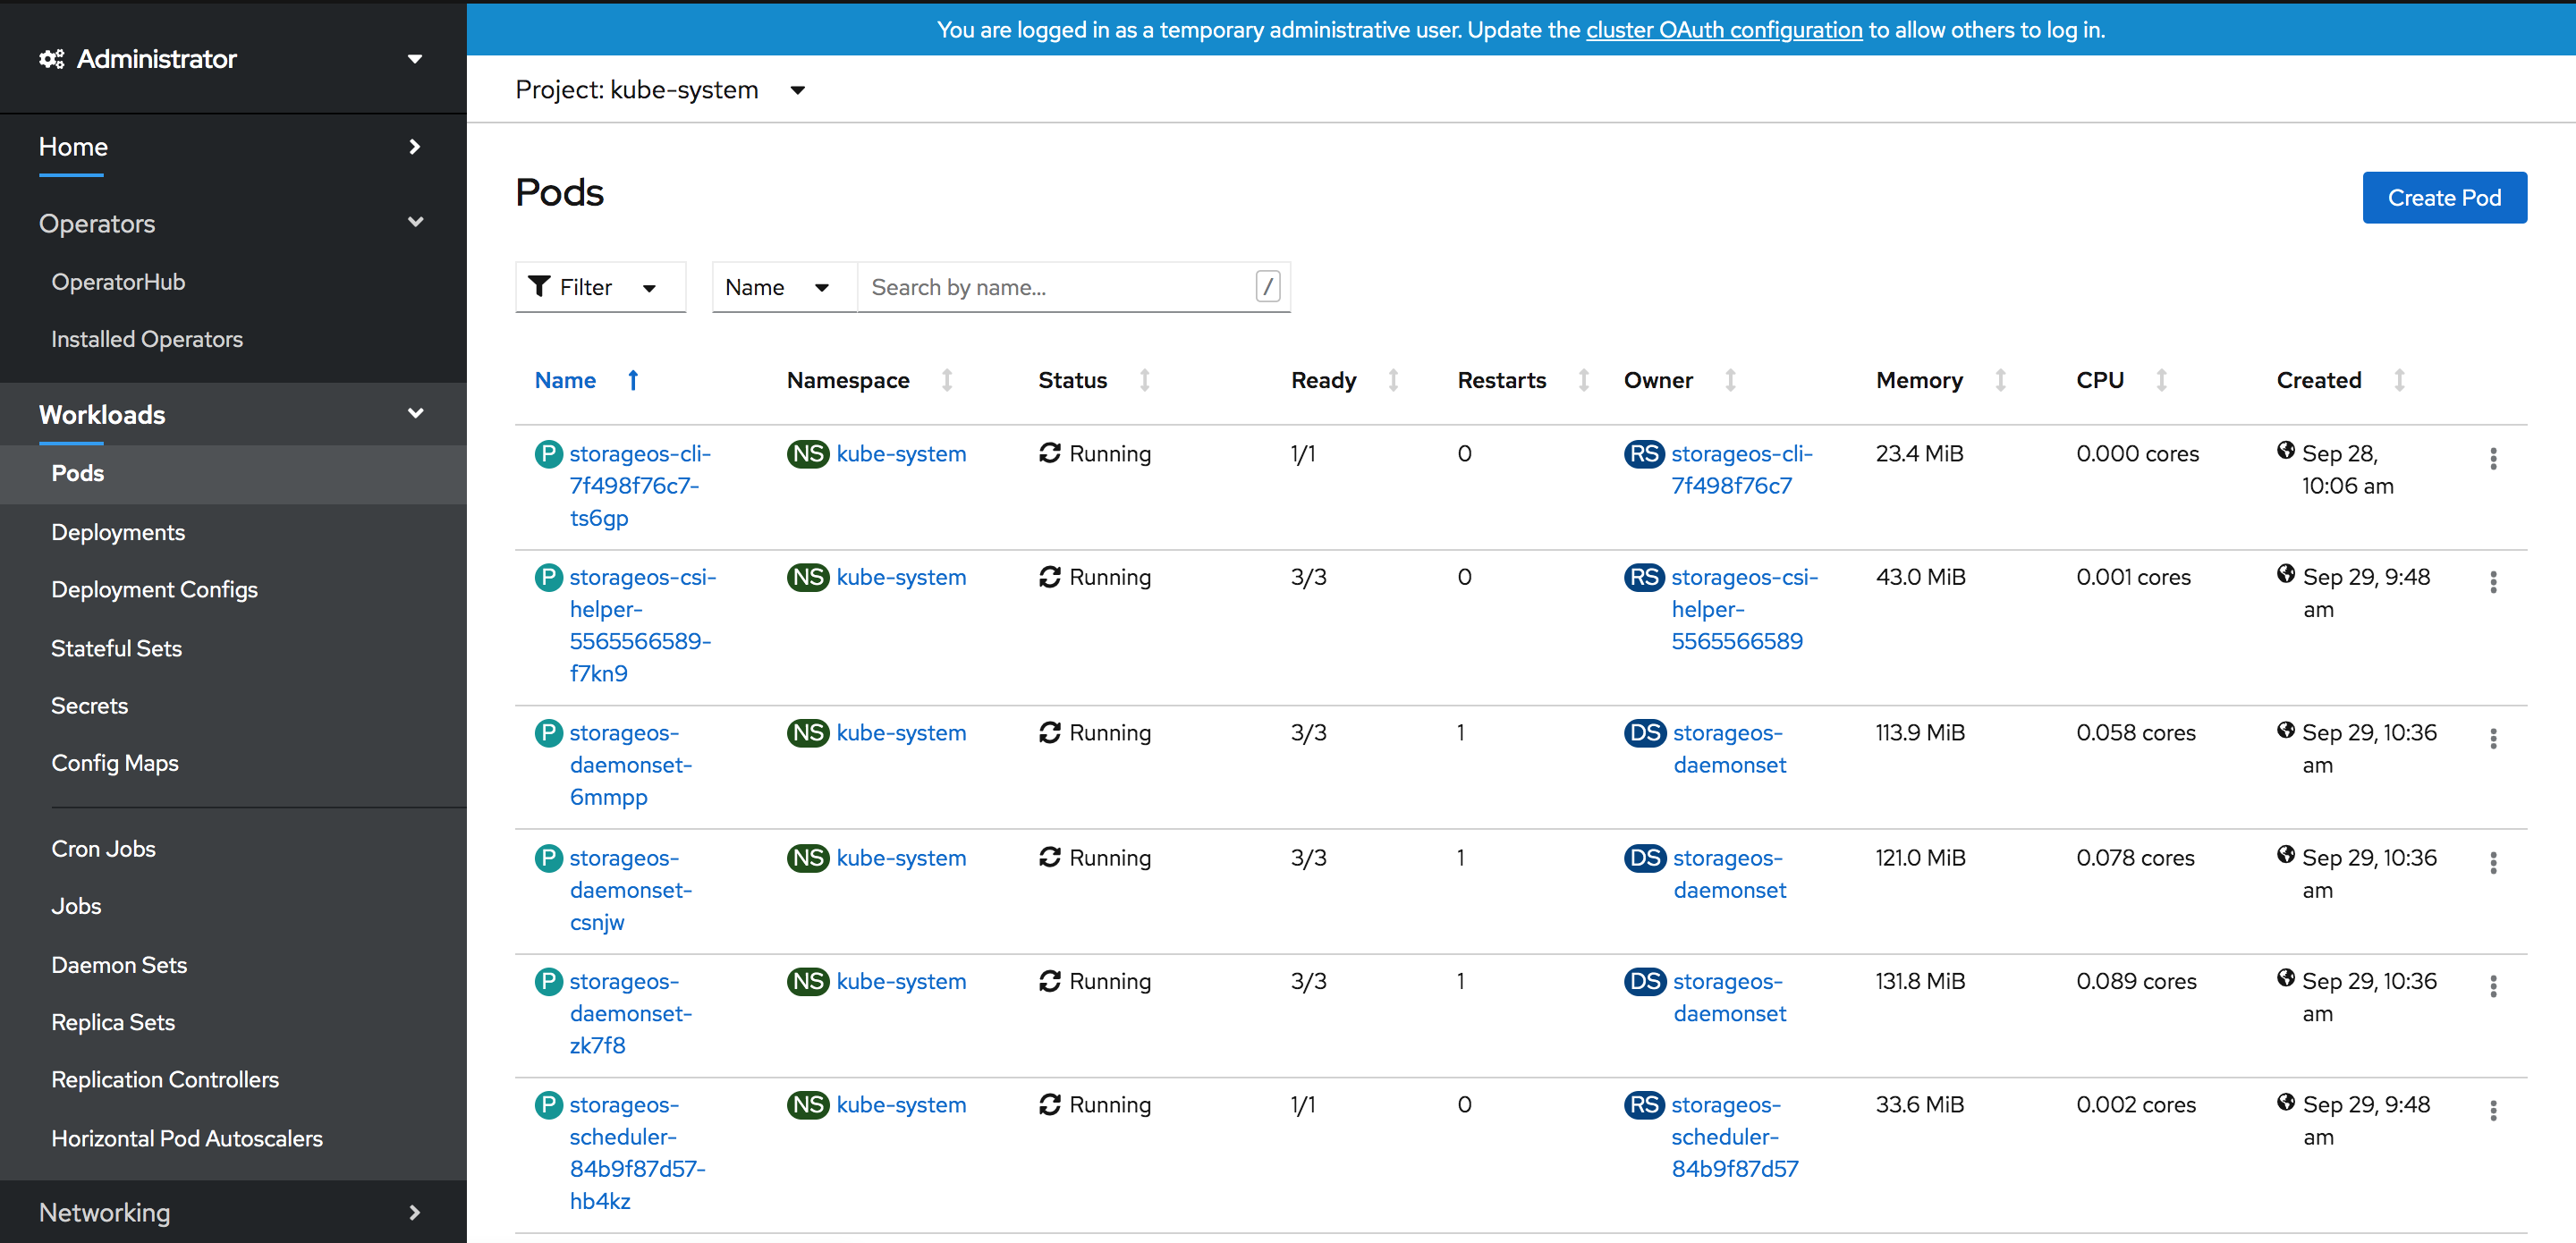 Administrator
Home
Operators
OperatorHub
Installed Operators
Workloads
Pods
Deployments
Deployment Configs
Stateful Sets
Secrets
Config Maps
Cron Jobs
Jobs
Daemon Sets
Replica Sets
Replication Controllers
Horizontal Pod Autoscalers
Networking
You are logged in as a temporary administrative user. Update the cluster OAuth configuration to allow others to log in.
Project: kube-system
Pods
Create Pod
Filter Name Search by name... /
Name Namespace Status Ready Restarts Owner Memory CPU Created
P storageos-cli- NS kube-system Running 1/1 0 RS storageos-cli- 23.4 MiB 0.000 cores Sep 28,
7f498f76c7- 7f498f76c7 10:06 am
ts6gp
P storageos-csi- NS kube-system Running 3/3 0 RS storageos-csi- 43.0 MiB 0.001 cores Sep 29, 9:48
helper- helper- am
5565566589- 5565566589
f7kn9
P storageos- NS kube-system Running 3/3 1 DS storageos- 113.9 MiB 0.058 cores Sep 29, 10:36
daemonset- daemonset am
6mmpp
P storageos- NS kube-system Running 3/3 1 DS storageos- 121.0 MiB 0.078 cores Sep 29, 10:36
daemonset- daemonset am
csnjw
P storageos- NS kube-system Running 3/3 1 DS storageos- 131.8 MiB 0.089 cores Sep 29, 10:36
daemonset- daemonset am
zk7f8
P storageos- NS kube-system Running 1/1 0 RS storageos- 33.6 MiB 0.002 cores Sep 29, 9:48
scheduler- scheduler- am
84b9f87d57- 84b9f87d57
hb4kz